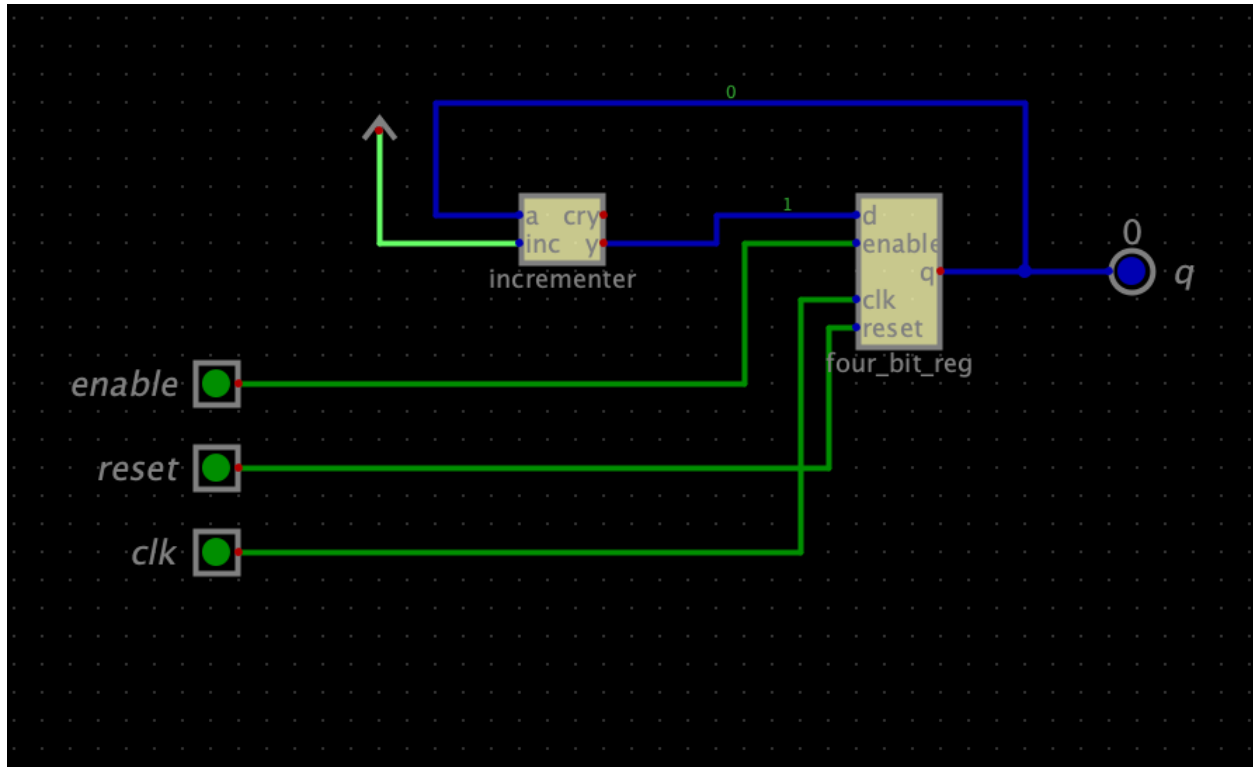 0
1
a cry
inc y
incrementer
d
enable
q
clk
reset
four_bit_reg
0
q
enable
reset
clk